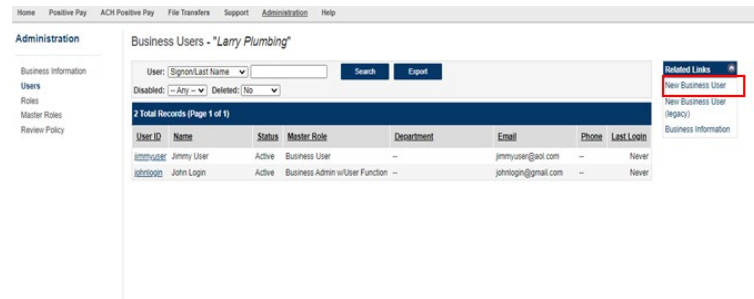 Home Positive Pay ACH Positive Pay File Transfers Support Administration Help
Administration
Business Information
Users
Roles
Master Roles
Review Policy
Business Users - "Larry Plumbing"
User: Signon/Last Name Search Export
Disabled: -- Any -- Deleted: No
2 Total Records (Page 1 of 1)
User ID Name Status Master Role Department Email Phone Last Login
jimmyuser Jimmy User Active Business User -- jmmyuser@aol.com -- Never
johnlogin John Login Active Business Admin w/User Function -- johnlogin@gmail.com -- Never
Related Links
New Business User
New Business User
(legacy)
Business Information